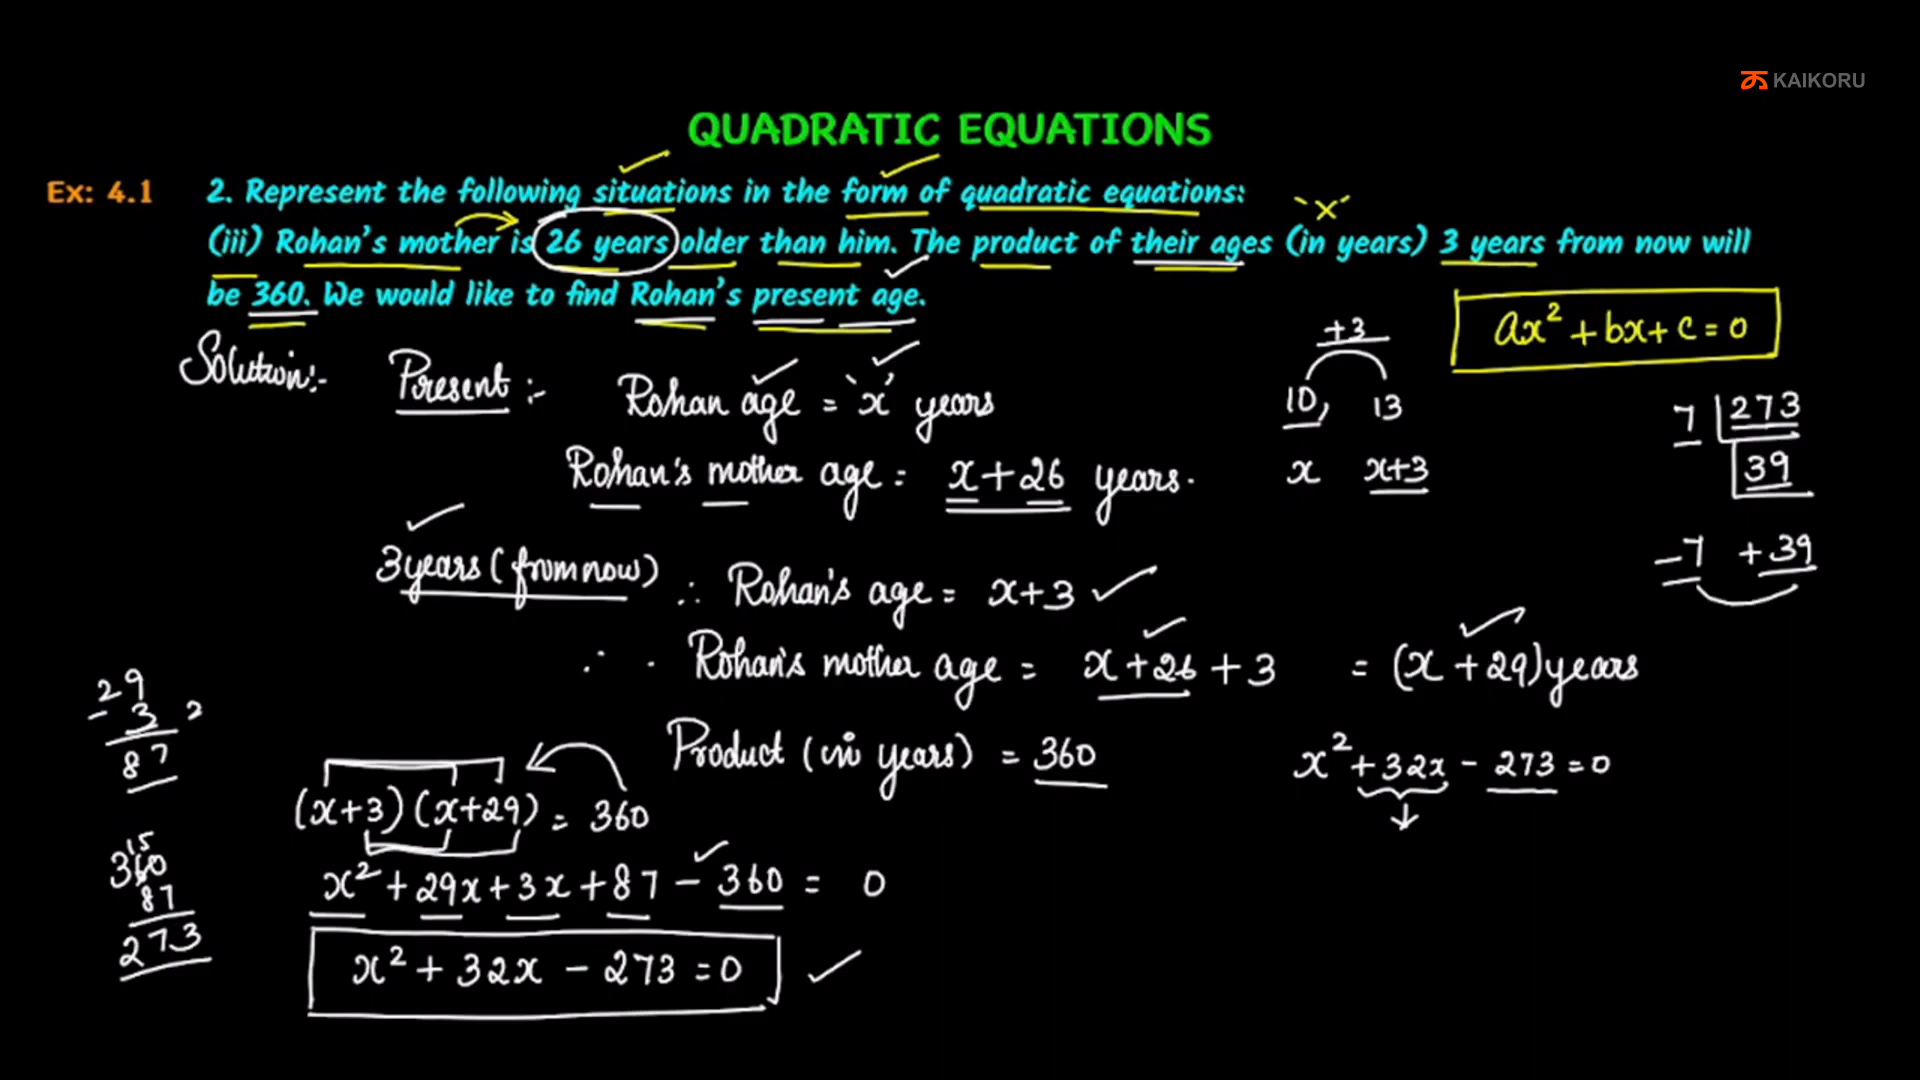 KAIKORU
QUADRATIC EQUATIONS
Ex: 4.1 2. Represent the following situations in the form of quadratic equations:
"x"
(iii) Rohan's mother is 26 years older than him. The product of their ages (in years) 3 years from now will
be 360. We would like to find Rohan's present age.
ax² + bx + c = 0
Solution:-
Present :- Rohan age = 'x' years
+3
10, 13
7 | 273
39
Rohan's mother age = x + 26 years.
x x+3
-7 +39
3 years (from now) ∴ Rohan's age = x+3
∴ Rohan's mother age = x+26 + 3 = (x + 29) years
29
- 3 2
87
Product (in years) = 360
x² + 32x - 273 = 0
(x+3) (x+29) = 360
15
360
87
273
x² + 29x + 3x + 87 - 360 = 0
x² + 32x - 273 = 0